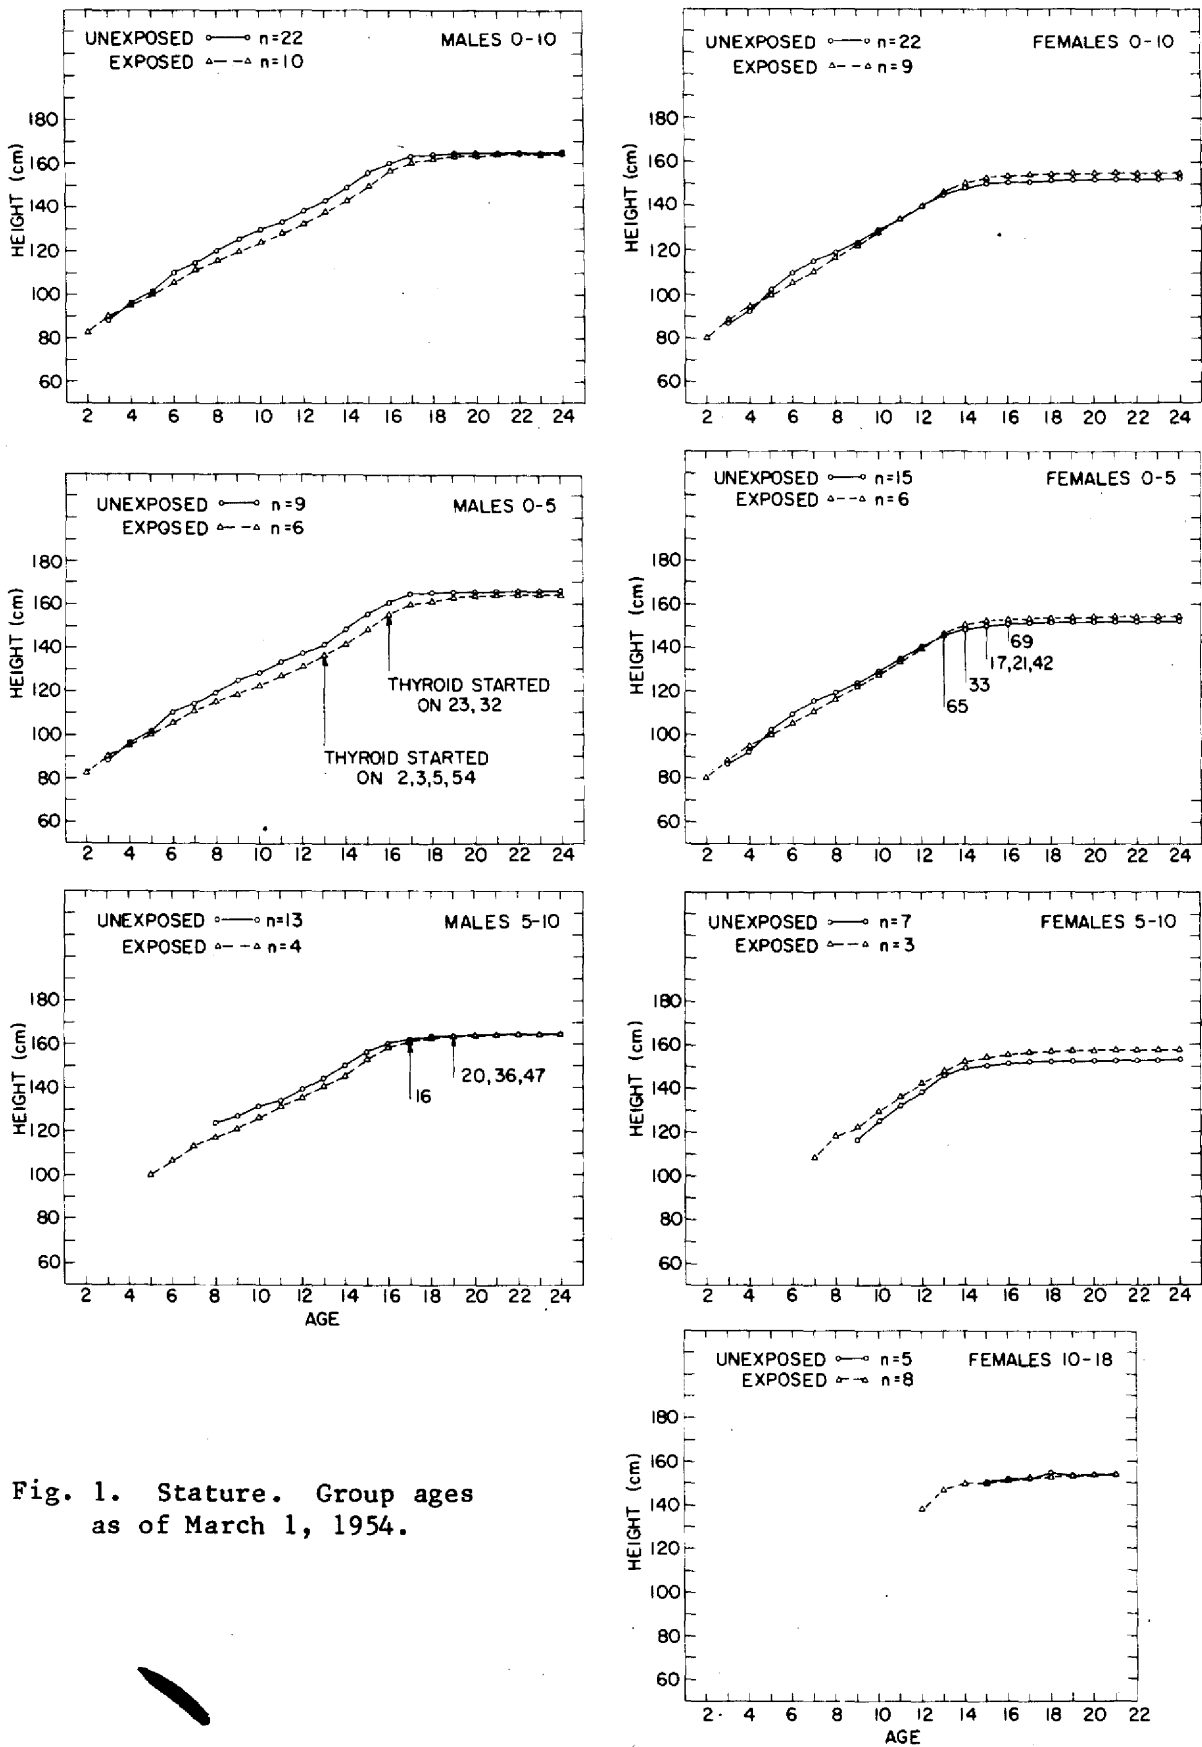 UNEXPOSED n=22 MALES 0-10
EXPOSED n=10
HEIGHT (cm)
180
160
140
120
100
80
60
2 4 6 8 10 12 14 16 18 20 22 24
UNEXPOSED n=22 FEMALES 0-10
EXPOSED n=9
HEIGHT (cm)
180
160
140
120
100
80
60
2 4 6 8 10 12 14 16 18 20 22 24
UNEXPOSED n=9 MALES 0-5
EXPOSED n=6
HEIGHT (cm)
180
160
140
120
100
80
60
THYROID STARTED
ON 23,32
THYROID STARTED
ON 2,3,5,54
2 4 6 8 10 12 14 16 18 20 22 24
UNEXPOSED n=15 FEMALES 0-5
EXPOSED n=6
HEIGHT (cm)
180
160
140
120
100
80
60
69
17,21,42
33
65
2 4 6 8 10 12 14 16 18 20 22 24
UNEXPOSED n=13 MALES 5-10
EXPOSED n=4
HEIGHT (cm)
180
160
140
120
100
80
60
20,36,47
16
2 4 6 8 10 12 14 16 18 20 22 24
AGE
UNEXPOSED n=7 FEMALES 5-10
EXPOSED n=3
HEIGHT (cm)
180
160
140
120
100
80
60
2 4 6 8 10 12 14 16 18 20 22 24
UNEXPOSED n=5 FEMALES 10-18
EXPOSED n=8
HEIGHT (cm)
180
160
140
120
100
80
60
2 4 6 8 10 12 14 16 18 20 22
AGE
Fig. 1. Stature. Group ages
as of March 1, 1954.